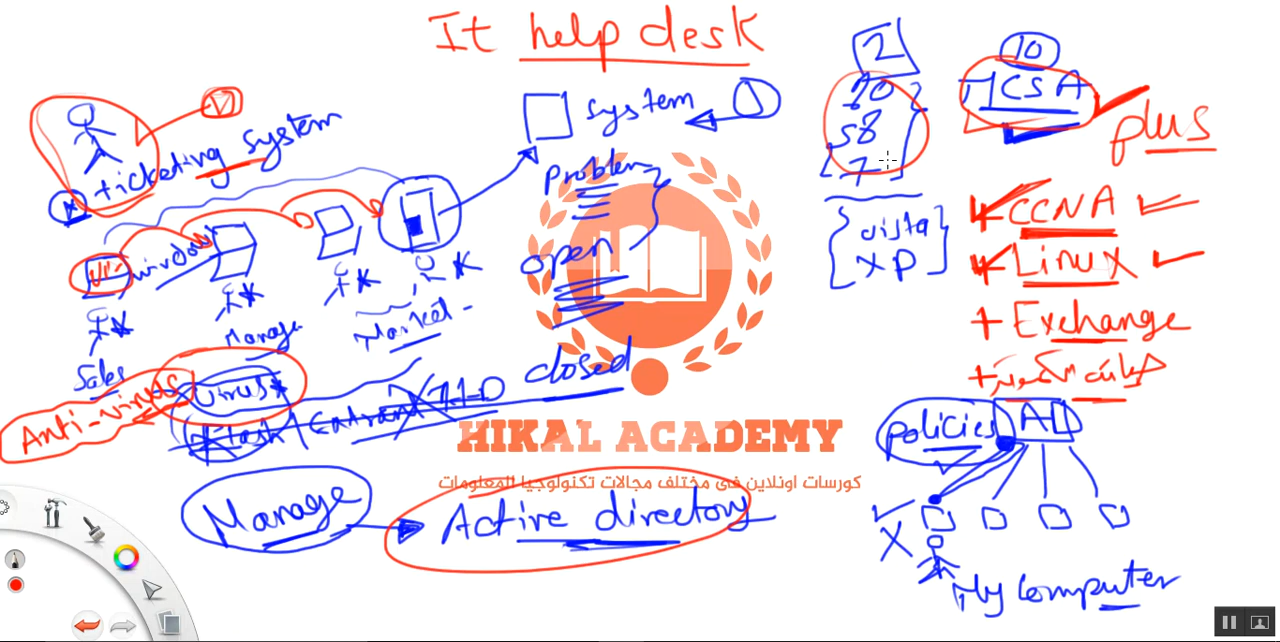 It help desk
ticketing system
system
problem
open
closed
window
Sales
Manage
Market
virus
Anti-virus
Manage
Active directory
2
10
8
7
vista
XP
10
MCSA
plus
CCNA
Linux
+ Exchange
policies
AD
My computer
HIKAL ACADEMY
كورسات اونلاين فى مختلف مجالات تكنولوجيا المعلومات